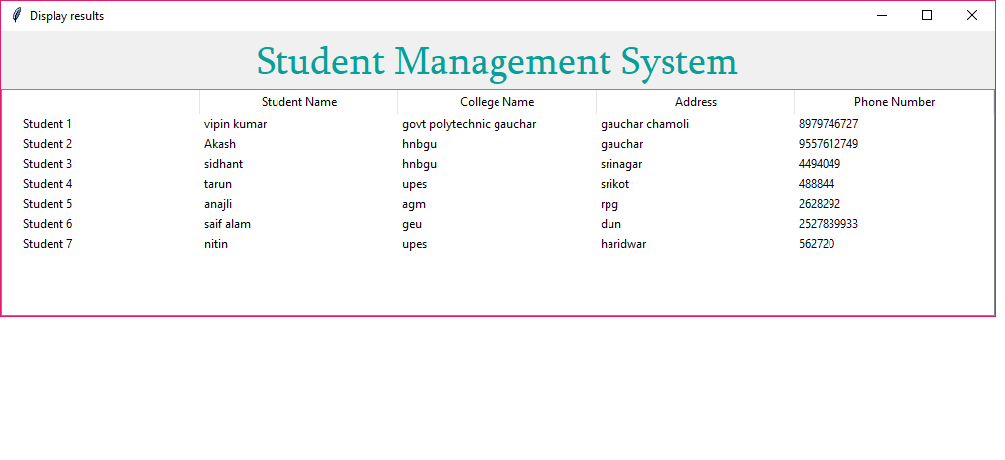 Display results
Student Management System
Student Name College Name Address Phone Number
Student 1 vipin kumar govt polytechnic gauchar gauchar chamoli 8979746727
Student 2 Akash hnbgu gauchar 9557612749
Student 3 sidhant hnbgu srinagar 4494049
Student 4 tarun upes srikot 488844
Student 5 anajli agm rpg 2628292
Student 6 saif alam geu dun 2527839933
Student 7 nitin upes haridwar 562720